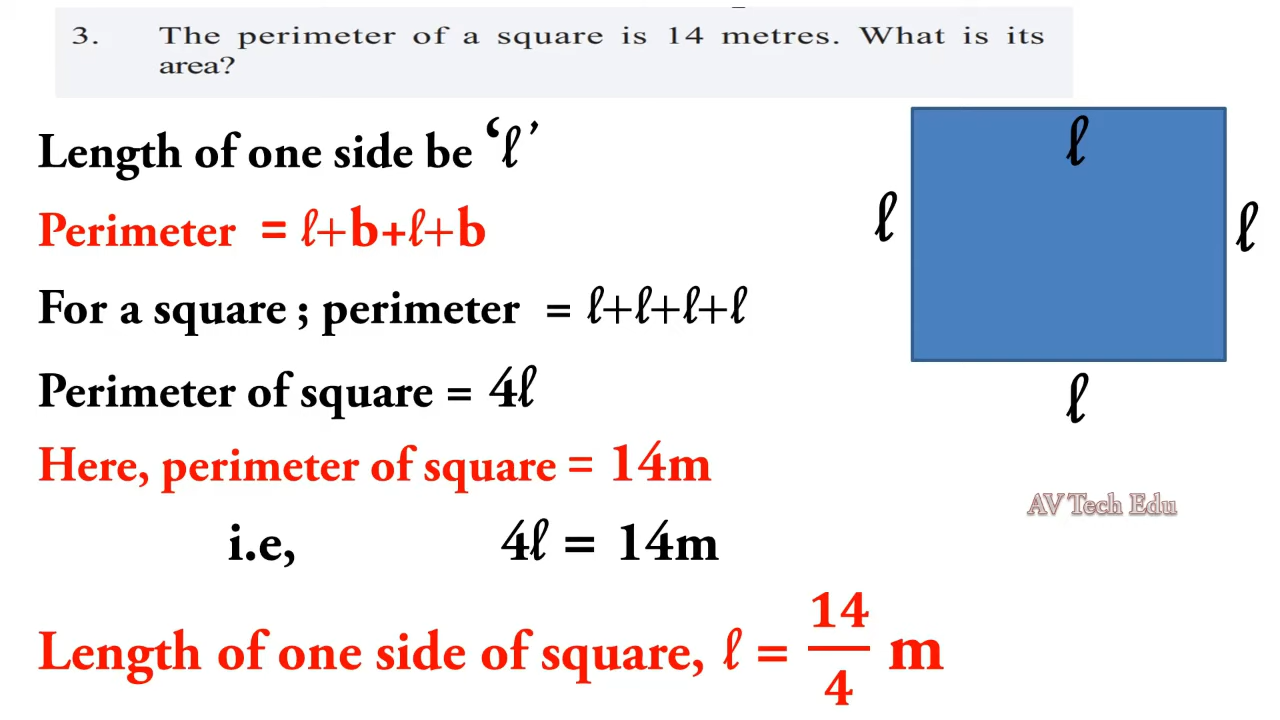 3. The perimeter of a square is 14 metres. What is its
area?
Length of one side be ‘ℓ’
Perimeter = ℓ+b+ℓ+b
For a square ; perimeter = ℓ+ℓ+ℓ+ℓ
Perimeter of square = 4ℓ
Here, perimeter of square = 14m
i.e, 4ℓ = 14m
Length of one side of square, ℓ = 14/4 m
ℓ
ℓ
ℓ
ℓ
AV Tech Edu